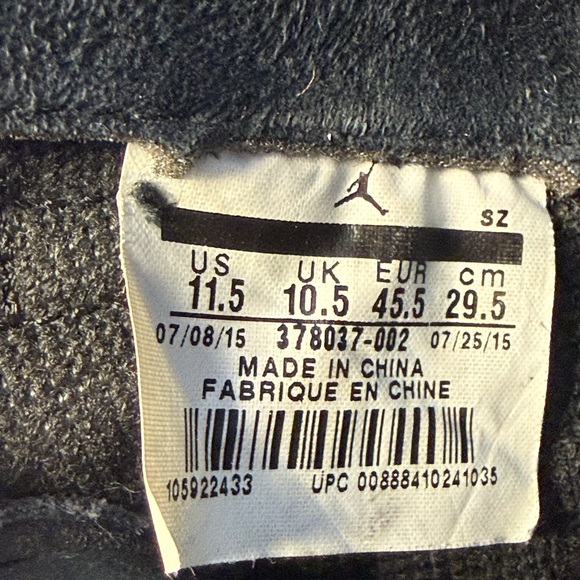 SZ
US UK EUR cm
11.5 10.5 45.5 29.5
07/08/15 378037-002 07/25/15
MADE IN CHINA
FABRIQUE EN CHINE
105922433 UPC 00888410241035